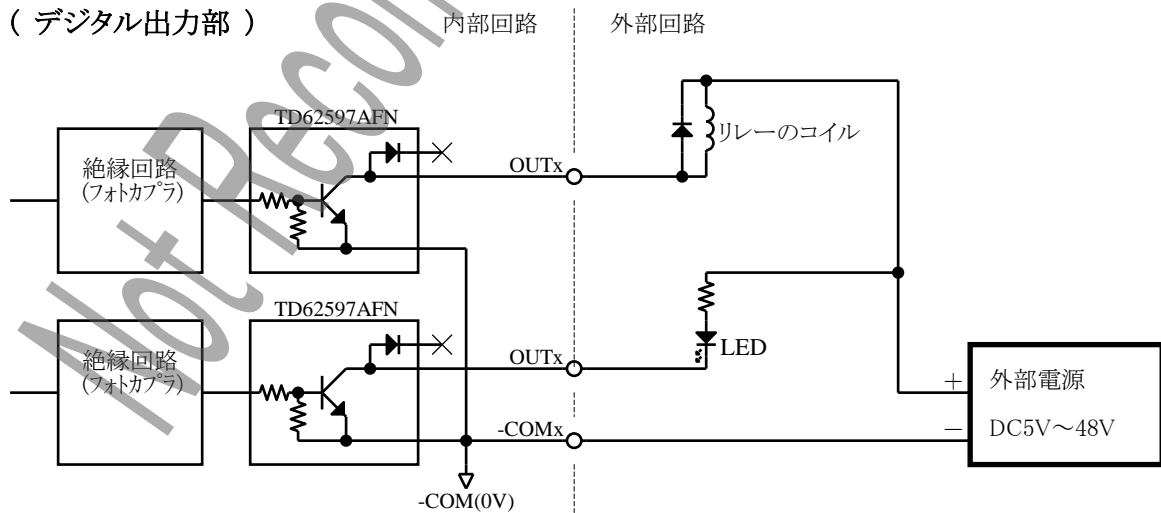 ( デジタル出力部 )
内部回路
外部回路
TD62597AFN
絶縁回路
(フォトカプラ)
OUTx
リレーのコイル
TD62597AFN
絶縁回路
(フォトカプラ)
OUTx
LED
+
外部電源
-COMx
−
DC5V～48V
-COM(0V)